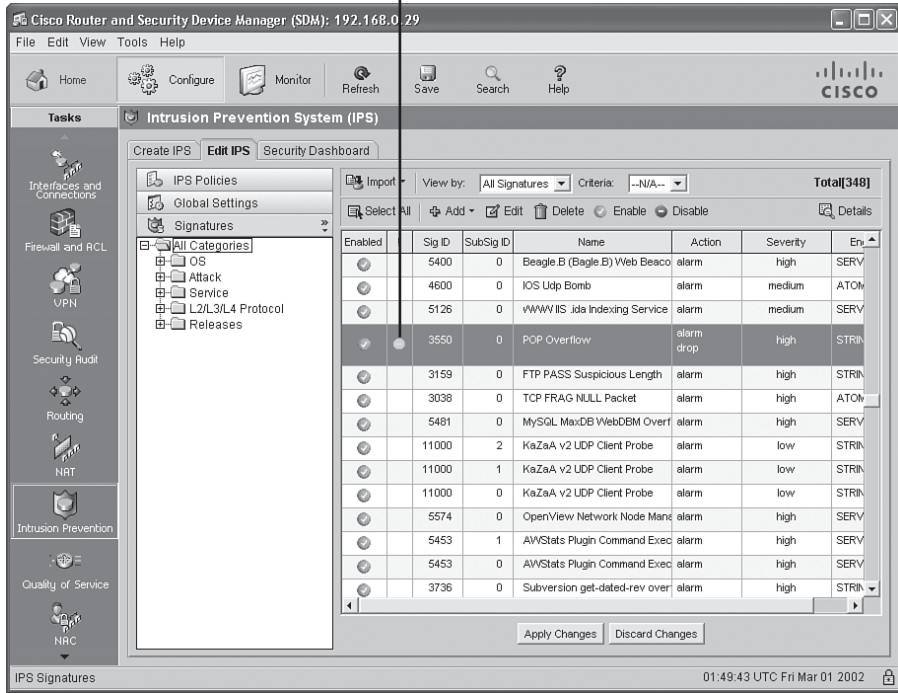 Cisco Router and Security Device Manager (SDM): 192.168.0.29
File Edit View Tools Help
Home Configure Monitor Refresh Save Search Help CISCO
Tasks
Interfaces and Connections
Firewall and ACL
VPN
Security Audit
Routing
NAT
Intrusion Prevention
Quality of Service
NAC
Intrusion Prevention System (IPS)
Create IPS Edit IPS Security Dashboard
IPS Policies
Global Settings
Signatures
All Categories
OS
Attack
Service
L2/L3/L4 Protocol
Releases
Import View by: All Signatures Criteria: --N/A-- Total[348]
Select All Add Edit Delete Enable Disable Details
Enabled ! Sig ID SubSig ID Name Action Severity En
5400 0 Beagle.B (Bagle.B) Web Beaco alarm high SERV
4600 0 IOS Udp Bomb alarm medium ATOM
5126 0 WWW IIS .ida Indexing Service alarm medium SERV
3550 0 POP Overflow alarm drop high STRIN
3159 0 FTP PASS Suspicious Length alarm high STRIN
3038 0 TCP FRAG NULL Packet alarm high ATOM
5481 0 MySQL MaxDB WebDBM Overf alarm high SERV
11000 2 KaZaA v2 UDP Client Probe alarm low STRIN
11000 1 KaZaA v2 UDP Client Probe alarm low STRIN
11000 0 KaZaA v2 UDP Client Probe alarm low STRIN
5574 0 OpenView Network Node Mana alarm high SERV
5453 1 AWStats Plugin Command Exec alarm high SERV
5453 0 AWStats Plugin Command Exec alarm high SERV
3736 0 Subversion get-dated-rev over alarm high STRIN
Apply Changes Discard Changes
IPS Signatures 01:49:43 UTC Fri Mar 01 2002